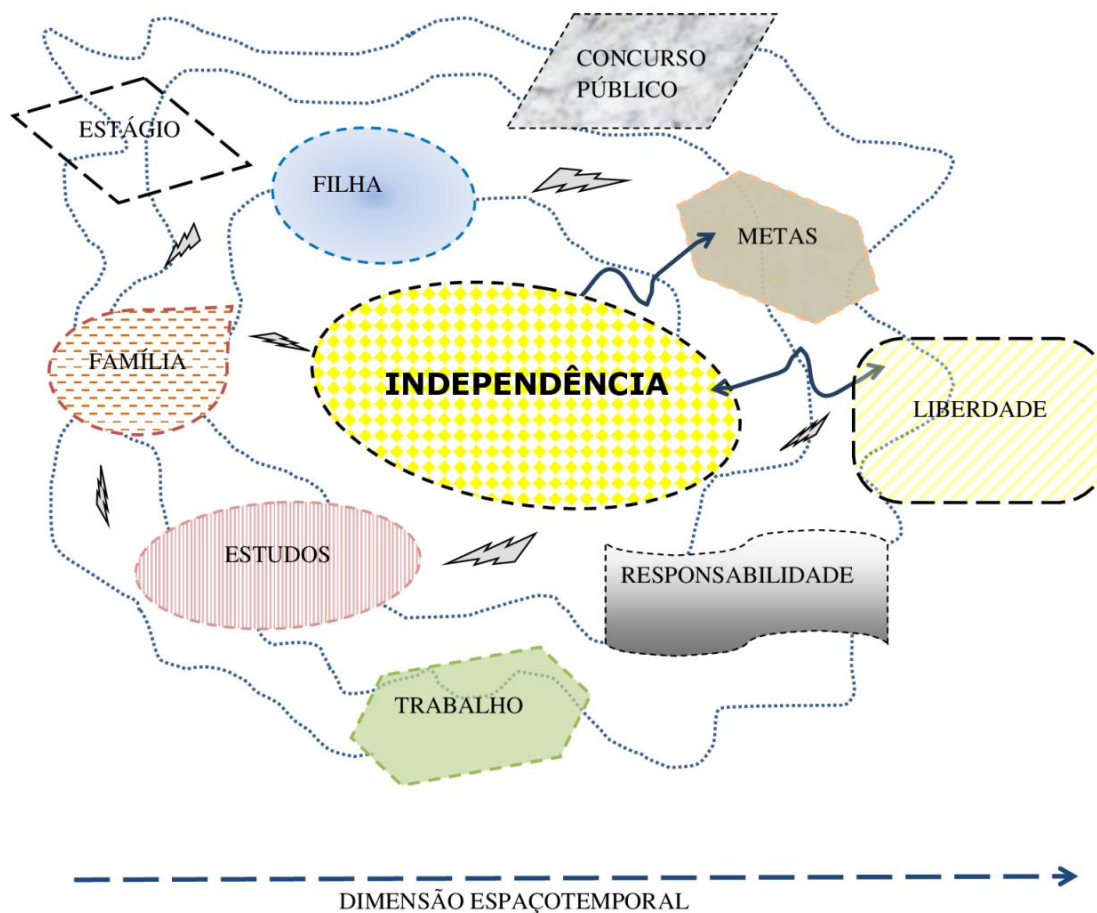 CONCURSO
PÚBLICO
ESTÁGIO
FILHA
METAS
FAMÍLIA
INDEPENDÊNCIA
LIBERDADE
ESTUDOS
RESPONSABILIDADE
TRABALHO
DIMENSÃO ESPAÇOTEMPORAL